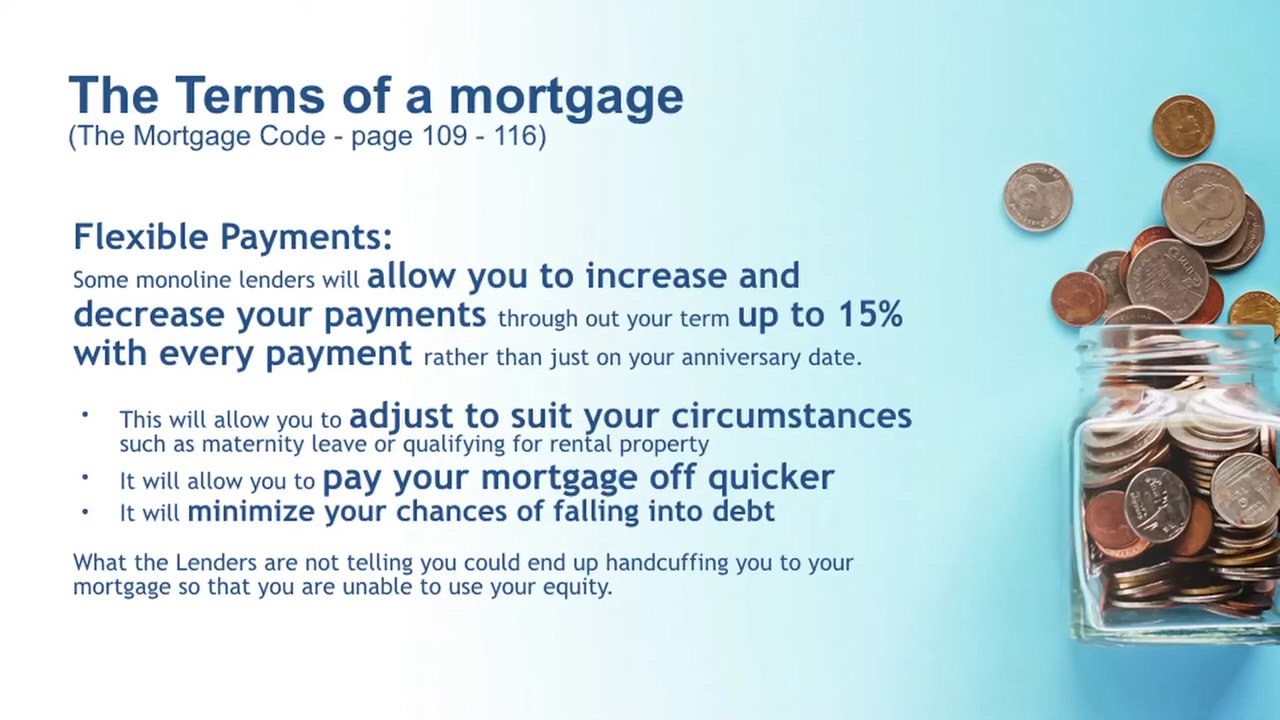 The Terms of a mortgage
(The Mortgage Code - page 109 - 116)
Flexible Payments:
Some monoline lenders will allow you to increase and
decrease your payments through out your term up to 15%
with every payment rather than just on your anniversary date.
• This will allow you to adjust to suit your circumstances
such as maternity leave or qualifying for rental property
• It will allow you to pay your mortgage off quicker
• It will minimize your chances of falling into debt
What the Lenders are not telling you could end up handcuffing you to your
mortgage so that you are unable to use your equity.